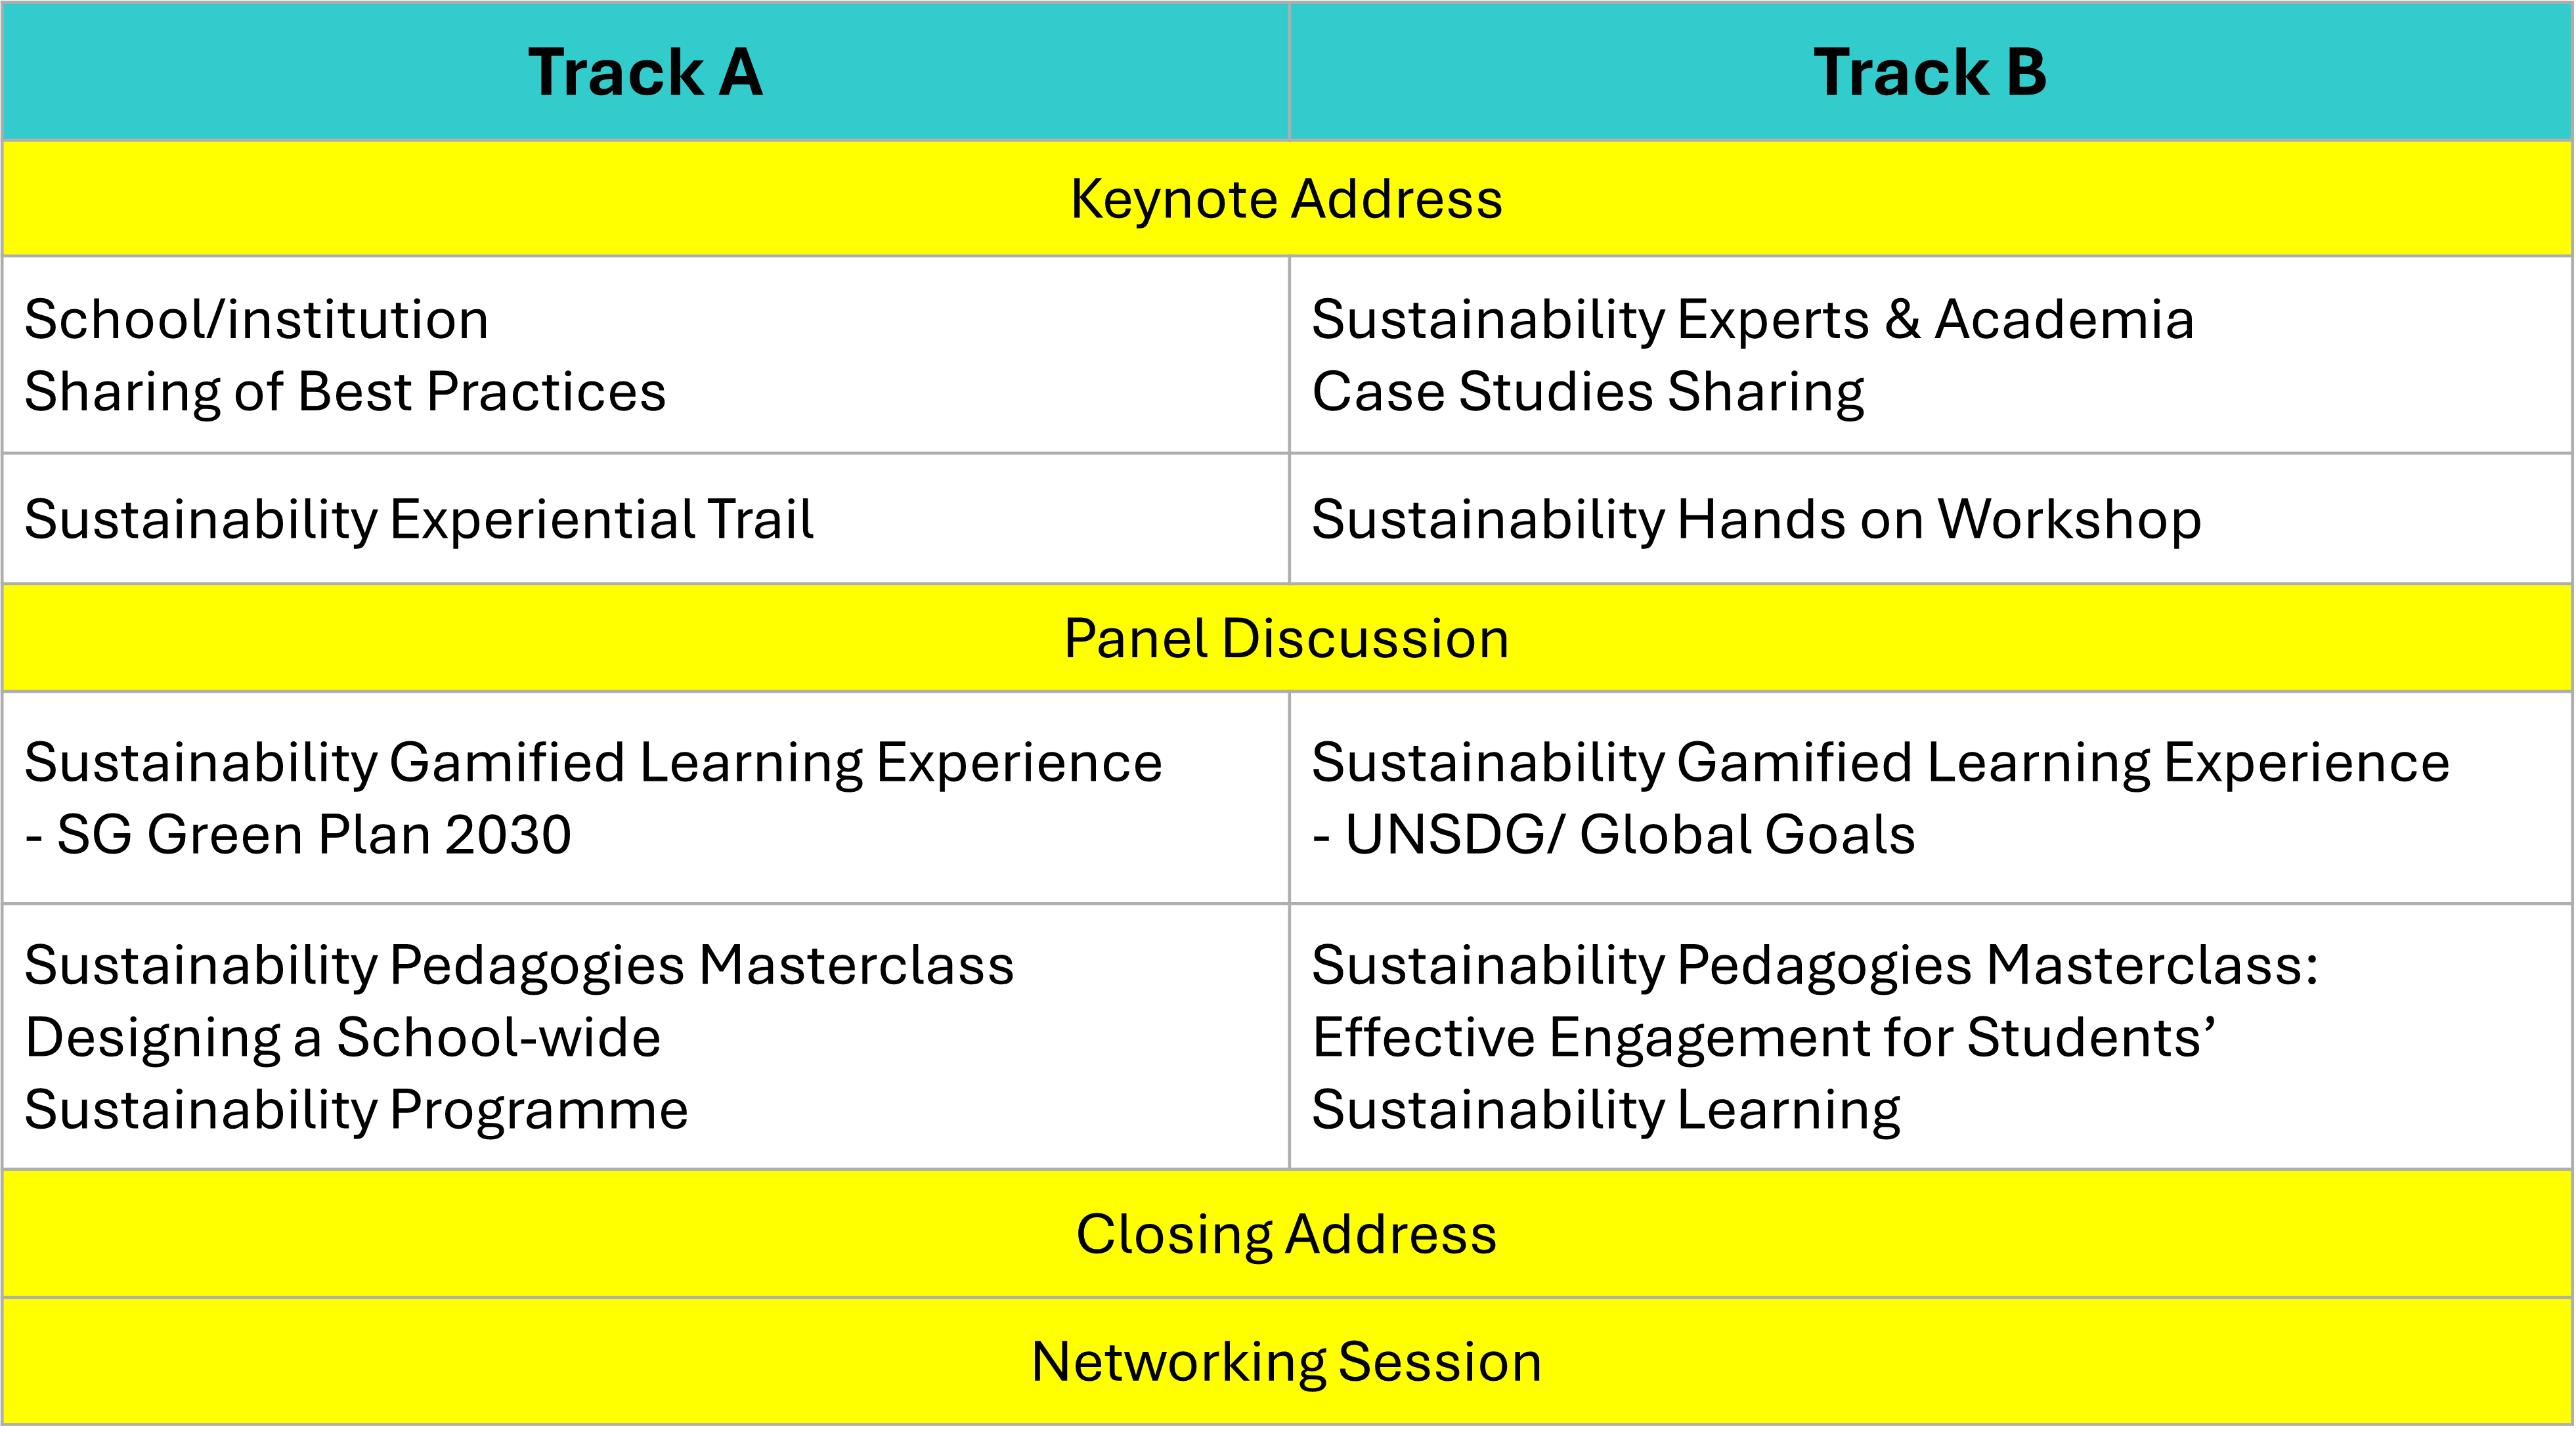 Track A
Track B
Keynote Address
School/institution
Sharing of Best Practices
Sustainability Experts & Academia
Case Studies Sharing
Sustainability Experiential Trail
Sustainability Hands on Workshop
Panel Discussion
Sustainability Gamified Learning Experience
- SG Green Plan 2030
Sustainability Gamified Learning Experience
- UNSDG/ Global Goals
Sustainability Pedagogies Masterclass
Designing a School-wide
Sustainability Programme
Sustainability Pedagogies Masterclass:
Effective Engagement for Students’
Sustainability Learning
Closing Address
Networking Session